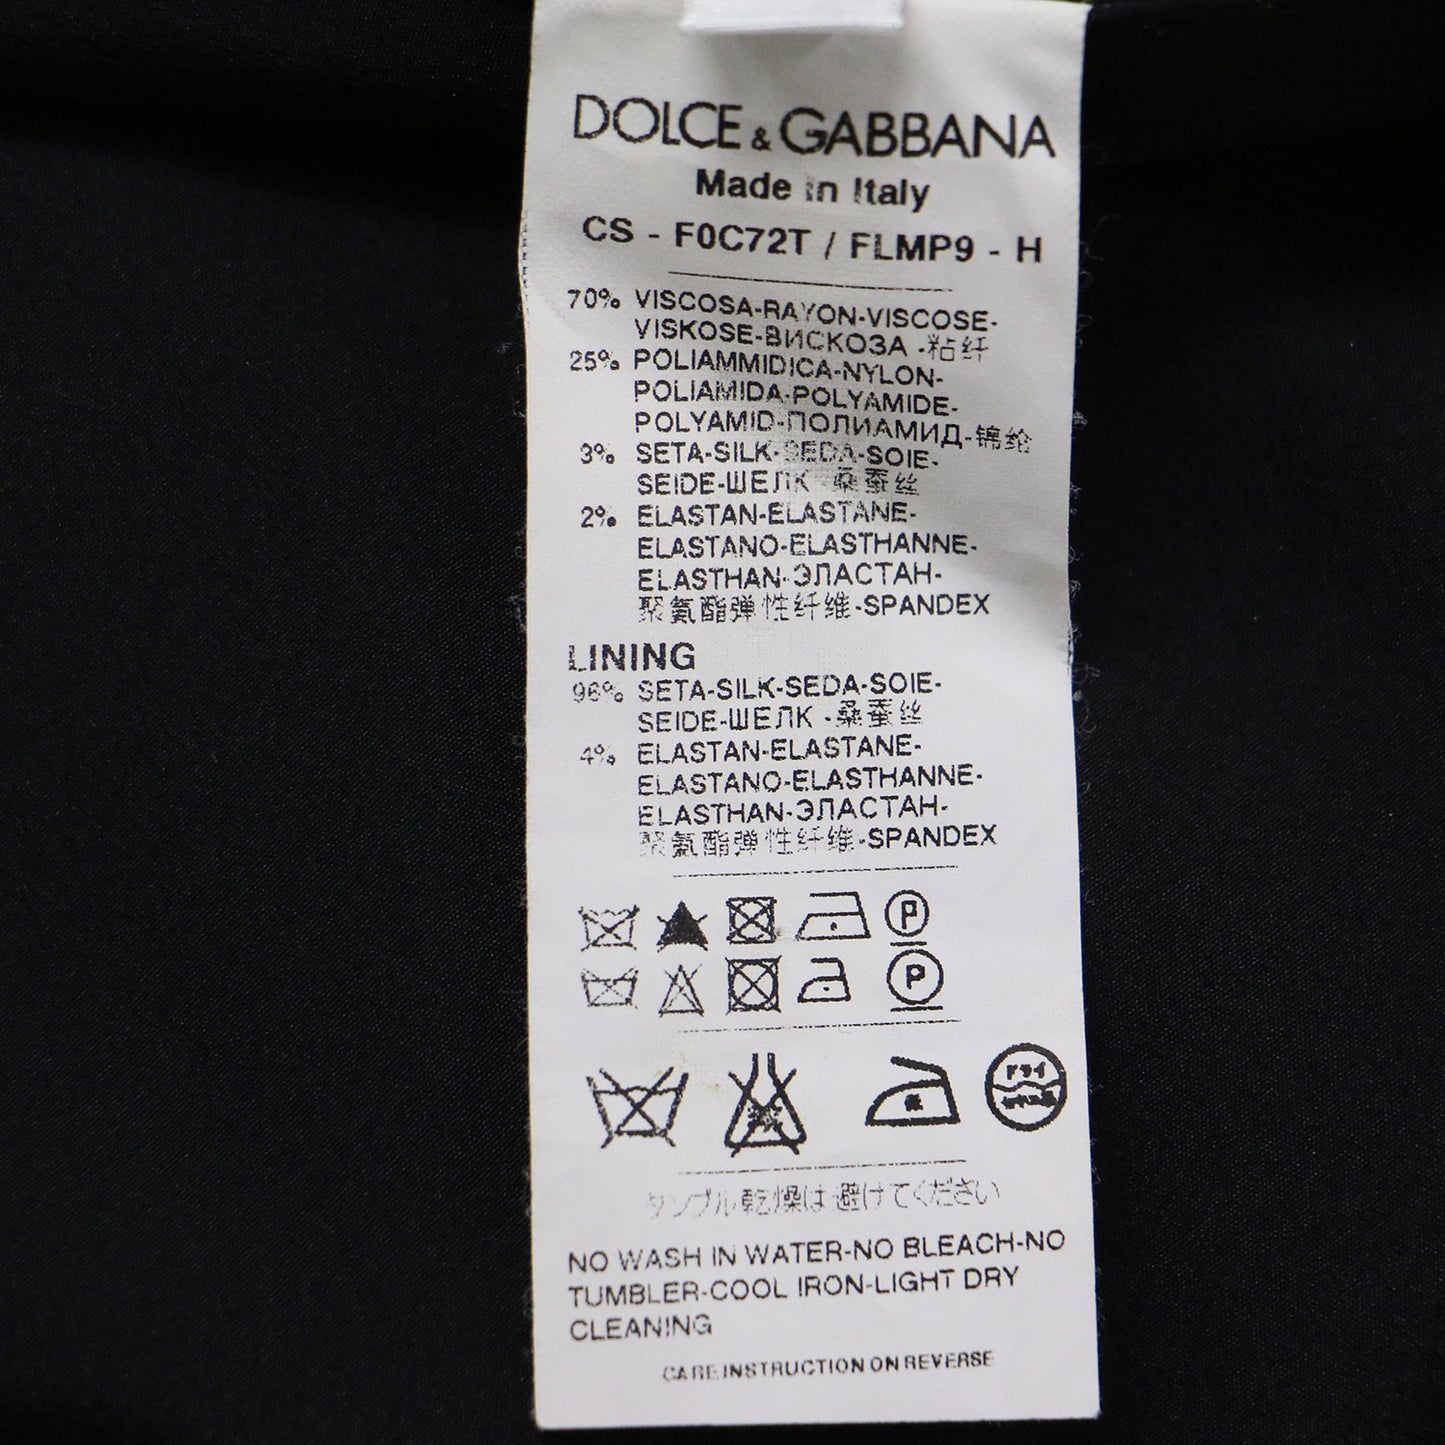 DOLCE & GABBANA
Made in Italy
CS - F0C72T / FLMP9 - H
70% VISCOSA-RAYON-VISCOSE-
VISKOSE-ВИСКОЗА -粘纤
25% POLIAMMIDICA-NYLON-
POLIAMIDA-POLYAMIDE-
POLYAMID-ПОЛИАМИД-锦纶
3% SETA-SILK-SEDA-SOIE-
SEIDE-ШЕЛК 桑蚕丝
2% ELASTAN-ELASTANE-
ELASTANO-ELASTHANNE-
ELASTHAN-ЭЛАСТАН-
聚氨酯弹性纤维-SPANDEX
LINING
96% SETA-SILK-SEDA-SOIE-
SEIDE-ШЕЛК -桑蚕丝
4% ELASTAN-ELASTANE-
ELASTANO-ELASTHANNE-
ELASTHAN-ЭЛАСТАН-
聚氨酯弹性纤维-SPANDEX
P
P
ドライ
タンブル乾燥は避けてください
NO WASH IN WATER-NO BLEACH-NO
TUMBLER-COOL IRON-LIGHT DRY
CLEANING
CARE INSTRUCTION ON REVERSE